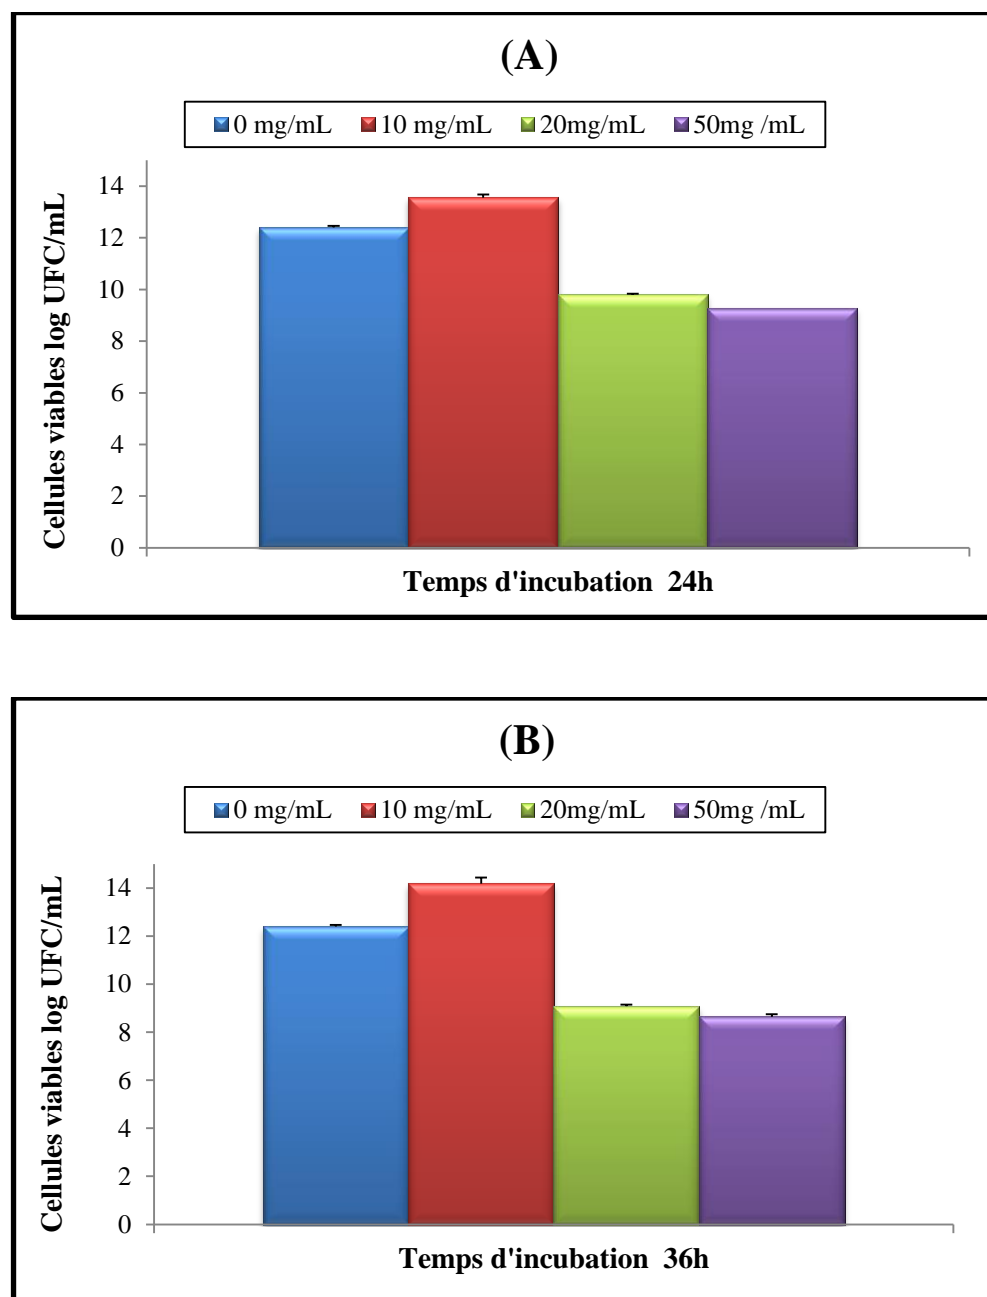 (A)
0 mg/mL 10 mg/mL 20mg/mL 50mg /mL
Cellules viables log UFC/mL
14
12
10
8
6
4
2
0
Temps d'incubation 24h
(B)
0 mg/mL 10 mg/mL 20mg/mL 50mg /mL
Cellules viables log UFC/mL
14
12
10
8
6
4
2
0
Temps d'incubation 36h